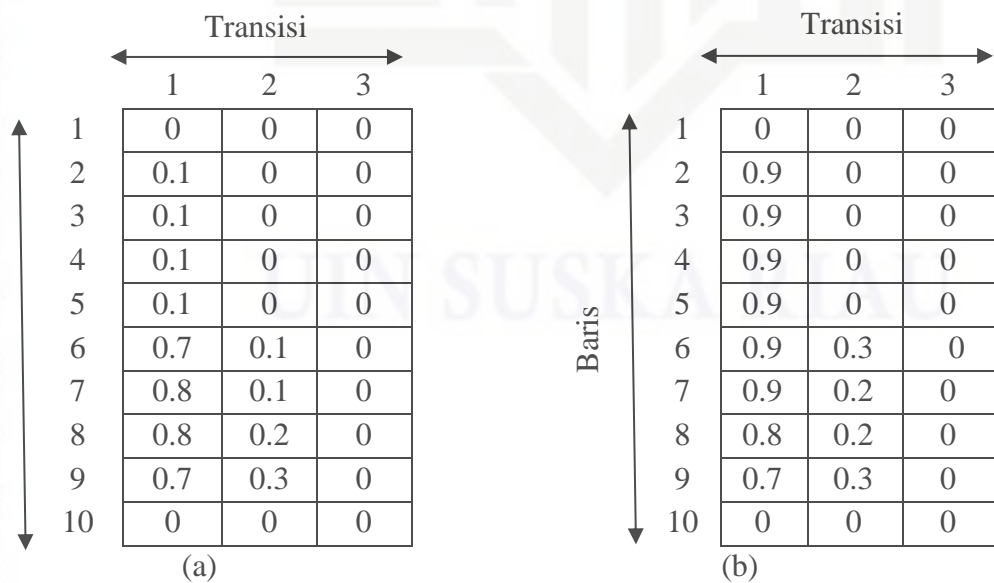 Transisi Transisi
1 2 3 1 2 3
1 0 0 0 1 0 0 0
2 0.1 0 0 2 0.9 0 0
3 0.1 0 0 3 0.9 0 0
4 0.1 0 0 4 0.9 0 0
5 0.1 0 0 5 0.9 0 0
6 0.7 0.1 0 6 0.9 0.3 0
7 0.8 0.1 0 7 0.9 0.2 0
8 0.8 0.2 0 8 0.8 0.2 0
9 0.7 0.3 0 9 0.7 0.3 0
10 0 0 0 10 0 0 0
Baris
(a) (b)
UIN SUSKA RIAU